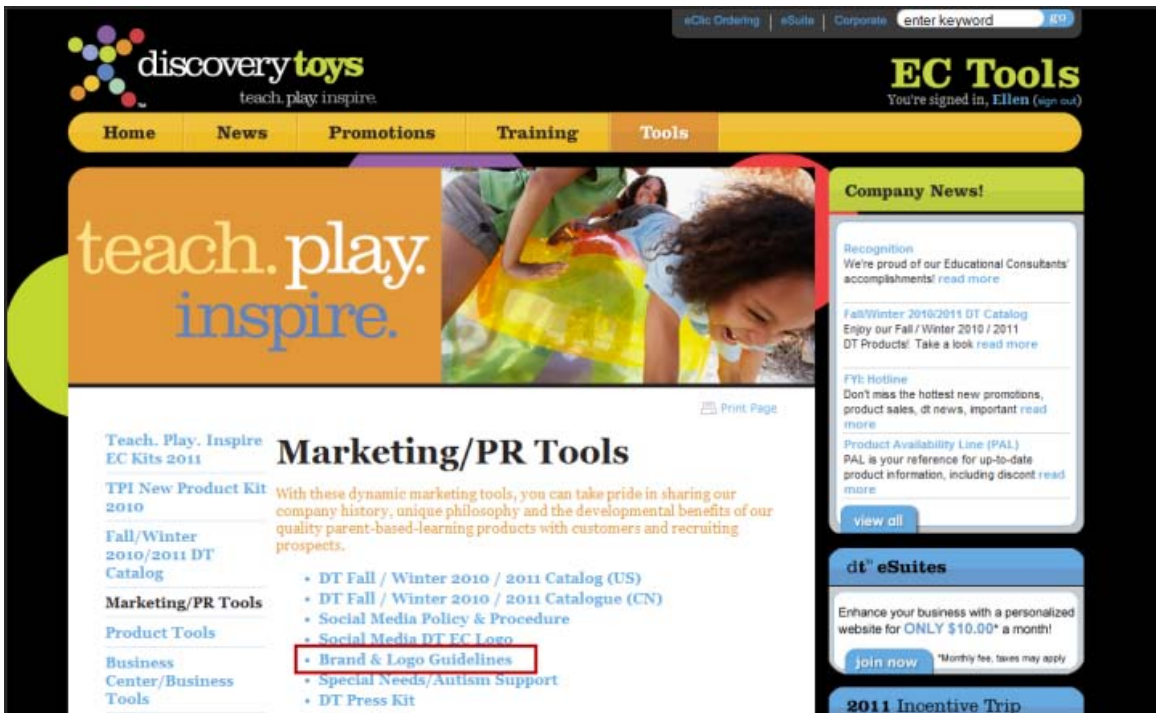 eClic Ordering | eSuite | Corporate enter keyword go
discovery toys
teach. play. inspire.
EC Tools
You're signed in, Ellen (sign out)
Home News Promotions Training Tools
teach. play.
inspire.
Print Page
Teach. Play. Inspire
EC Kits 2011
TPI New Product Kit
2010
Fall/Winter
2010/2011 DT
Catalog
Marketing/PR Tools
Product Tools
Business
Center/Business
Tools
Marketing/PR Tools
With these dynamic marketing tools, you can take pride in sharing our
company history, unique philosophy and the developmental benefits of our
quality parent-based-learning products with customers and recruiting
prospects.
• DT Fall / Winter 2010 / 2011 Catalog (US)
• DT Fall / Winter 2010 / 2011 Catalogue (CN)
• Social Media Policy & Procedure
• Social Media DT EC Logo
• Brand & Logo Guidelines
• Special Needs/Autism Support
• DT Press Kit
Company News!
Recognition
We're proud of our Educational Consultants'
accomplishments! read more
Fall/Winter 2010/2011 DT Catalog
Enjoy our Fall / Winter 2010 / 2011
DT Products! Take a look read more
FYI: Hotline
Don't miss the hottest new promotions,
product sales, dt news, important read
more
Product Availability Line (PAL)
PAL is your reference for up-to-date
product information, including discont read
more
view all
dt™ eSuites
Enhance your business with a personalized
website for ONLY $10.00* a month!
join now *Monthly fee, taxes may apply
2011 Incentive Trip